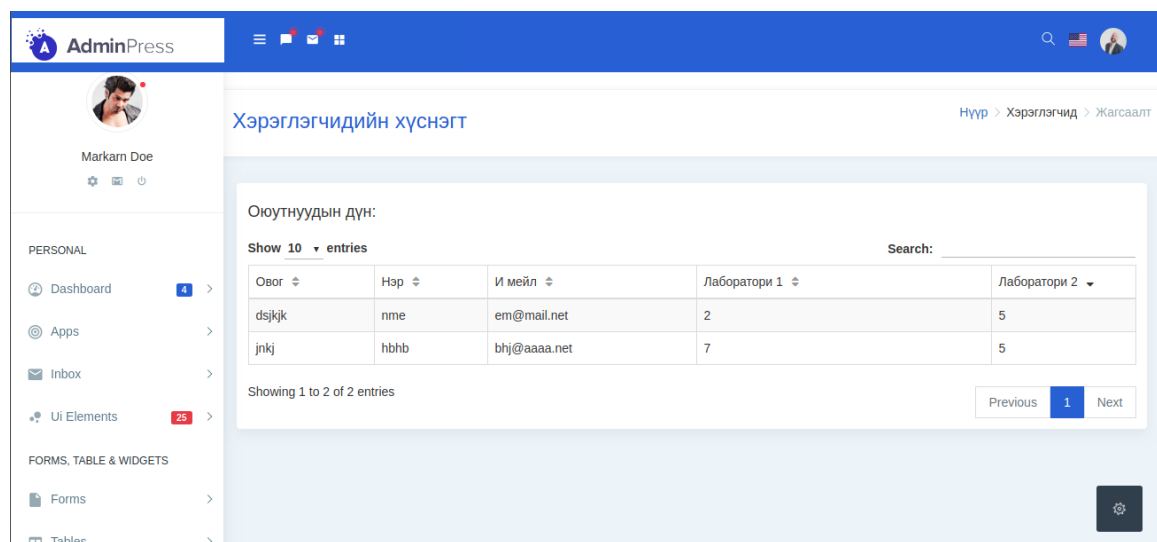 AdminPress
Markarn Doe
PERSONAL
Dashboard 4
Apps
Inbox
Ui Elements 25
FORMS, TABLE & WIDGETS
Forms
Tables
Хэрэглэгчидийн хүснэгт
Нүүр > Хэрэглэгчид > Жагсаалт
Оюутнуудын дүн:
Show 10 entries
Search:
Овог Нэр И мейл Лаборатори 1 Лаборатори 2
dsjkjk nme em@mail.net 2 5
jnkj hbhb bhj@aaaa.net 7 5
Showing 1 to 2 of 2 entries
Previous 1 Next